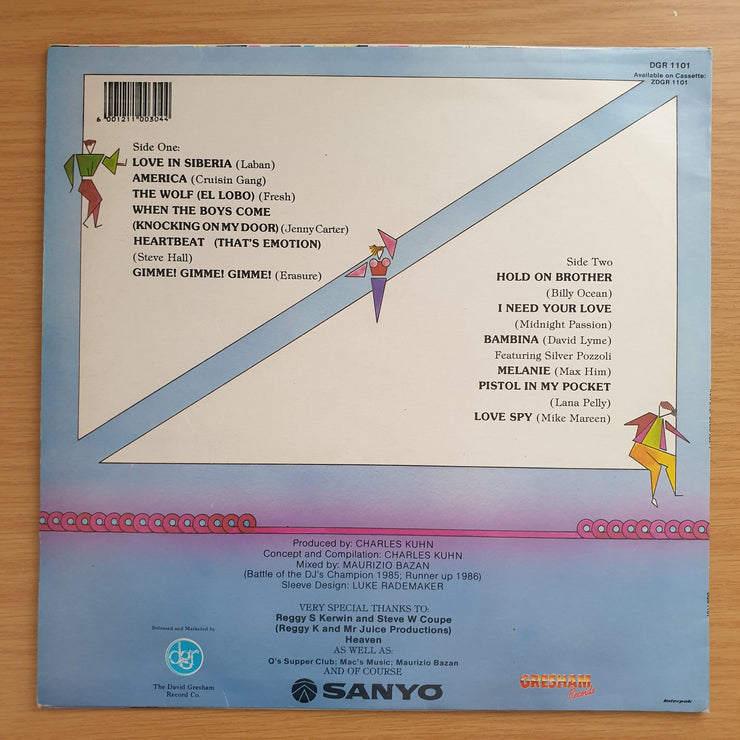 DGR 1101
Available on Cassette:
ZDGR 1101
6 001211 003044
Side One:
LOVE IN SIBERIA (Laban)
AMERICA (Cruisin Gang)
THE WOLF (EL LOBO) (Fresh)
WHEN THE BOYS COME
(KNOCKING ON MY DOOR) (Jenny Carter)
HEARTBEAT (THAT'S EMOTION)
(Steve Hall)
GIMME! GIMME! GIMME! (Erasure)
Side Two
HOLD ON BROTHER
(Billy Ocean)
I NEED YOUR LOVE
(Midnight Passion)
BAMBINA (David Lyme)
Featuring Silver Pozzoli
MELANIE (Max Him)
PISTOL IN MY POCKET
(Lana Pelly)
LOVE SPY (Mike Mareen)
Produced by: CHARLES KUHN
Concept and Compilation: CHARLES KUHN
Mixed by: MAURIZIO BAZAN
(Battle of the DJ's Champion 1985; Runner up 1986)
Sleeve Design: LUKE RADEMAKER
VERY SPECIAL THANKS TO:
Reggy S Kerwin and Steve W Coupe
(Reggy K and Mr Juice Productions)
Heaven
AS WELL AS:
Q's Supper Club; Mac's Music; Maurizio Bazan
AND OF COURSE
SANYO
Released and Marketed by
dgr
The David Gresham
Record Co.
GRESHAM
Records
Interpak